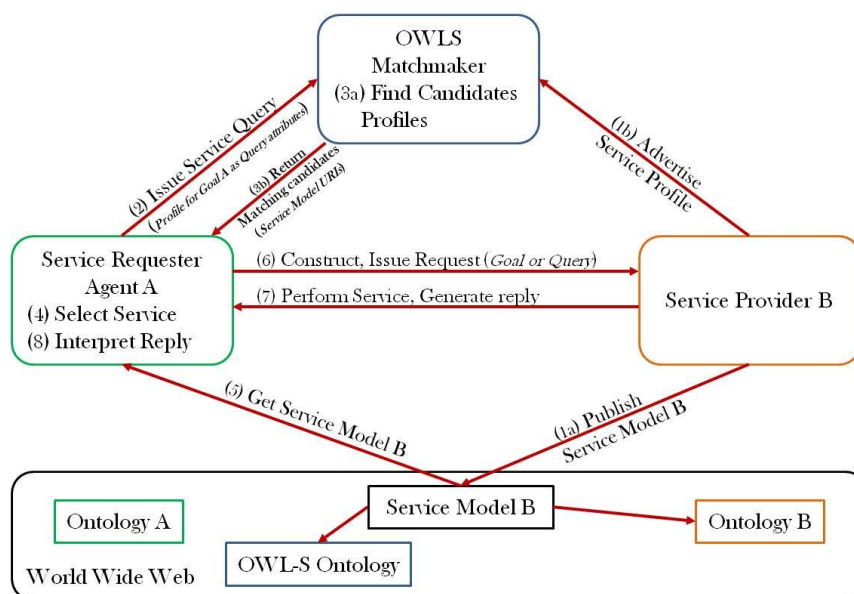 OWLS
Matchmaker
(3a) Find Candidates
Profiles
(2) Issue Service Query
(Profile for Goal A as Query attributes)
(3b) Return
Matching candidates
(Service Model URIs)
(1b) Advertise
Service Profile
Service Requester
Agent A
(4) Select Service
(8) Interpret Reply
(6) Construct, Issue Request (Goal or Query)
(7) Perform Service, Generate reply
Service Provider B
(5) Get Service Model B
(1a) Publish
Service Model B
Ontology A
Service Model B
Ontology B
OWL-S Ontology
World Wide Web